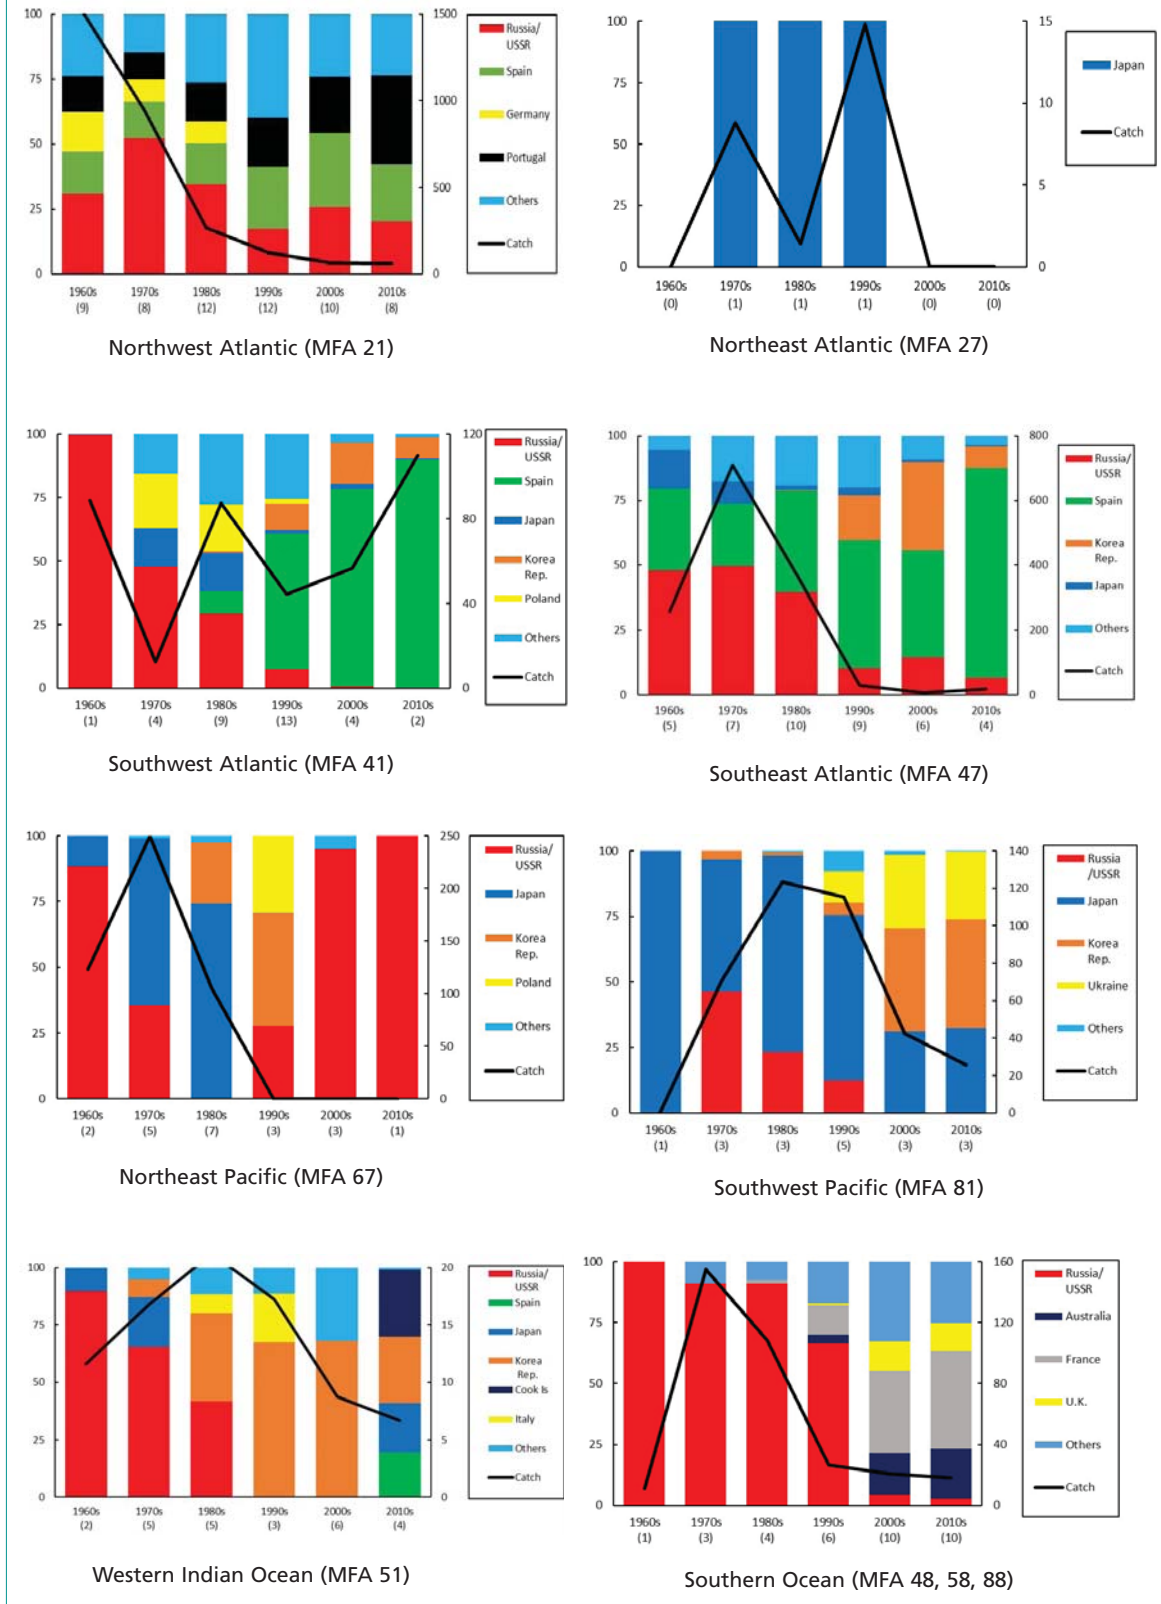 100
75
50
25
0
1500
1000
500
0
1960s
(9)
1970s
(8)
1980s
(12)
1990s
(12)
2000s
(10)
2010s
(8)
Russia/
USSR
Spain
Germany
Portugal
Others
Catch
Northwest Atlantic (MFA 21)
100
75
50
25
0
15
10
5
0
1960s
(0)
1970s
(1)
1980s
(1)
1990s
(1)
2000s
(0)
2010s
(0)
Japan
Catch
Northeast Atlantic (MFA 27)
100
75
50
25
0
120
80
40
0
1960s
(1)
1970s
(4)
1980s
(9)
1990s
(13)
2000s
(4)
2010s
(2)
Russia/
USSR
Spain
Japan
Korea
Rep.
Poland
Others
Catch
Southwest Atlantic (MFA 41)
100
75
50
25
0
800
600
400
200
0
1960s
(5)
1970s
(7)
1980s
(10)
1990s
(9)
2000s
(6)
2010s
(4)
Russia/
USSR
Spain
Korea
Rep.
Japan
Others
Catch
Southeast Atlantic (MFA 47)
100
75
50
25
0
250
200
150
100
50
0
1960s
(2)
1970s
(5)
1980s
(7)
1990s
(3)
2000s
(3)
2010s
(1)
Russia/
USSR
Japan
Korea
Rep.
Poland
Others
Catch
Northeast Pacific (MFA 67)
100
75
50
25
0
140
120
100
80
60
40
20
0
1960s
(1)
1970s
(3)
1980s
(3)
1990s
(5)
2000s
(3)
2010s
(3)
Russia
/USSR
Japan
Korea
Rep.
Ukraine
Others
Catch
Southwest Pacific (MFA 81)
100
75
50
25
0
20
15
10
5
0
1960s
(2)
1970s
(5)
1980s
(5)
1990s
(3)
2000s
(6)
2010s
(4)
Russia/
USSR
Spain
Japan
Korea
Rep.
Cook Is
Italy
Others
Catch
Western Indian Ocean (MFA 51)
100
75
50
25
0
160
120
80
40
0
1960s
(1)
1970s
(3)
1980s
(4)
1990s
(6)
2000s
(10)
2010s
(10)
Russia/
USSR
Australia
France
U.K.
Others
Catch
Southern Ocean (MFA 48, 58, 88)